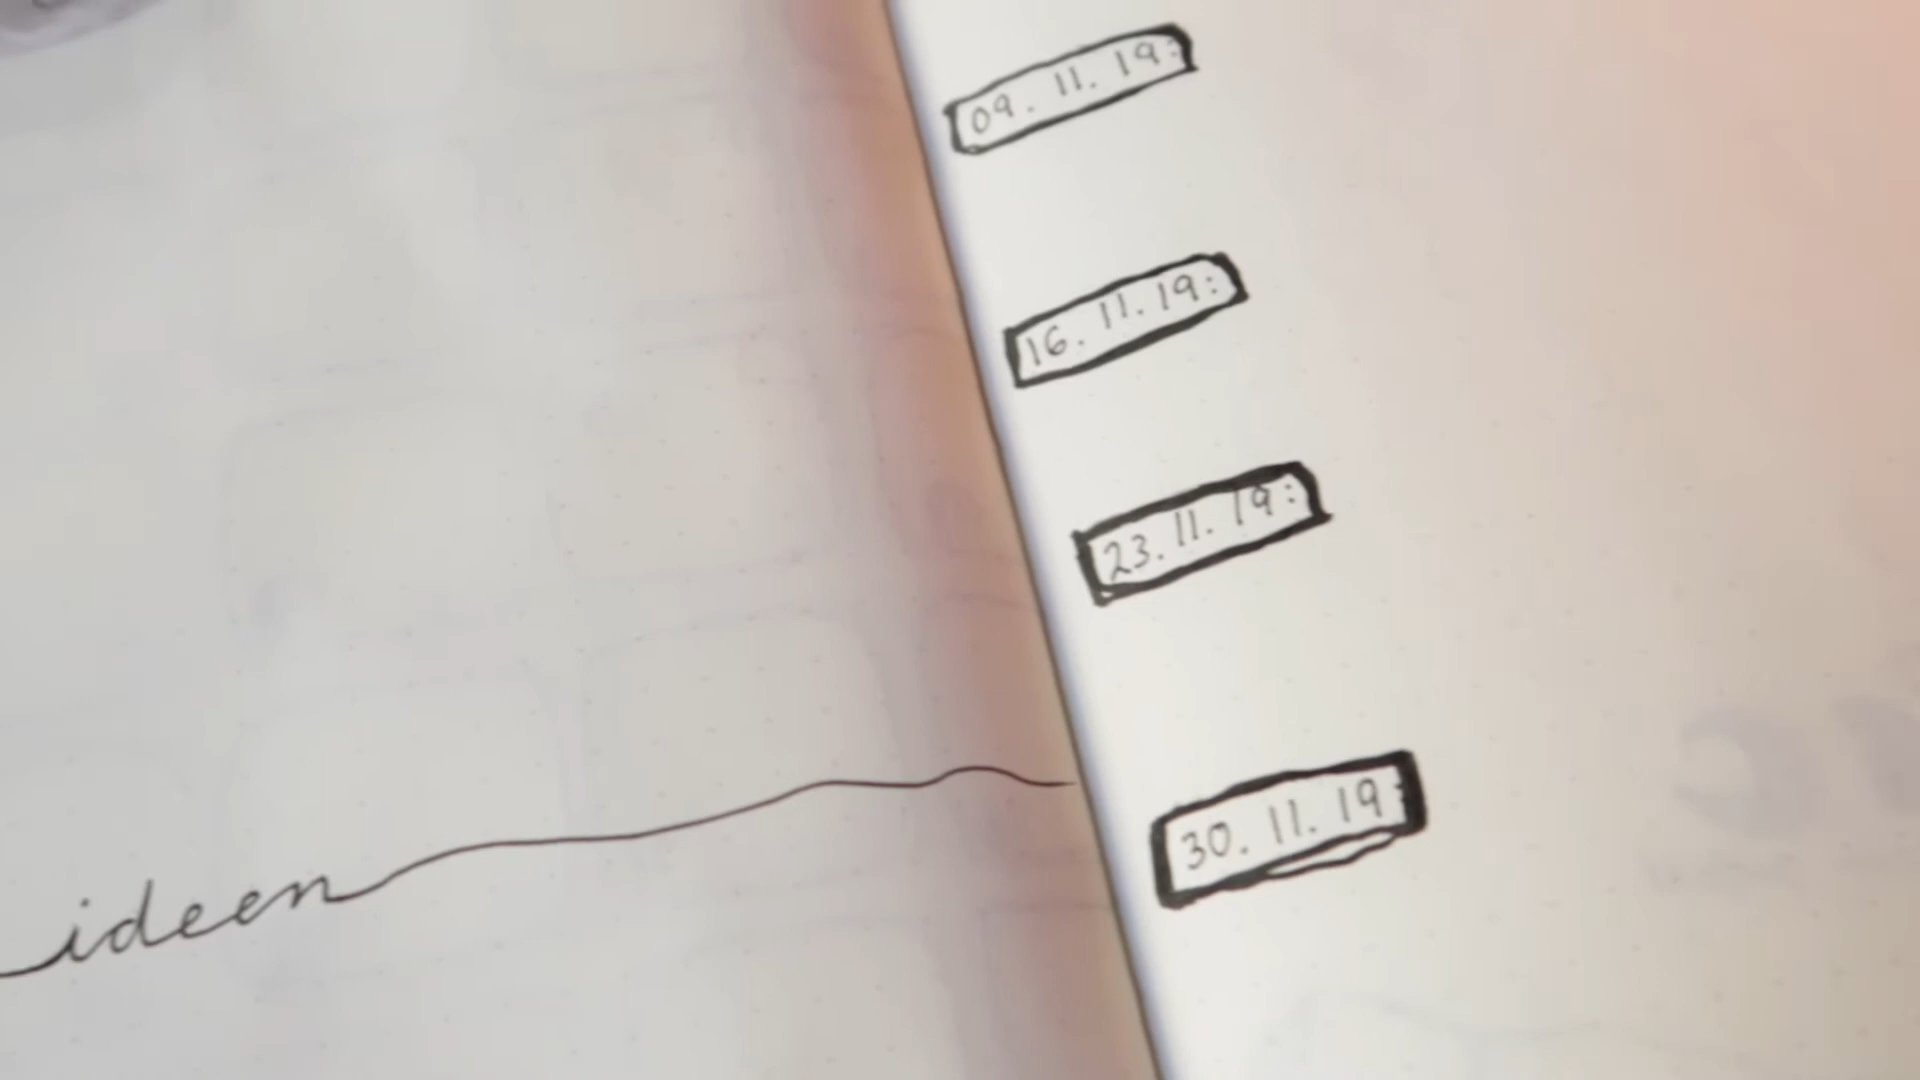 ideen
09. 11. 19:
16. 11. 19:
23. 11. 19:
30. 11. 19: